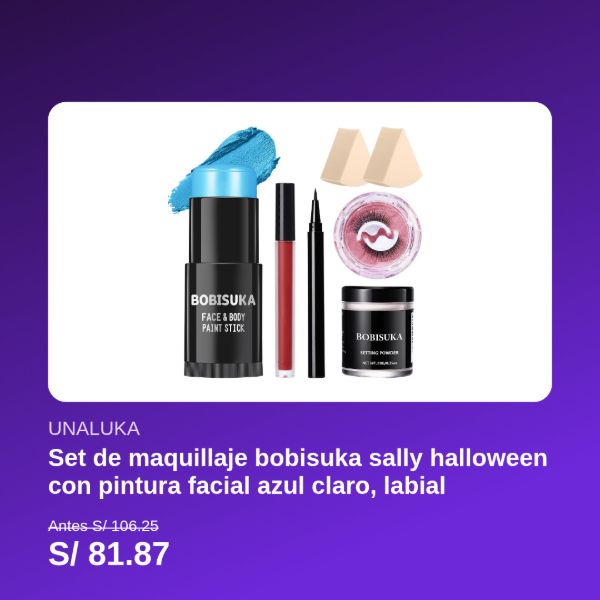 BOBISUKA
FACE & BODY
PAINT STICK
BOBISUKA
SETTING POWDER
UNALUKA
Set de maquillaje bobisuka sally halloween
con pintura facial azul claro, labial
Antes S/ 106.25
S/ 81.87